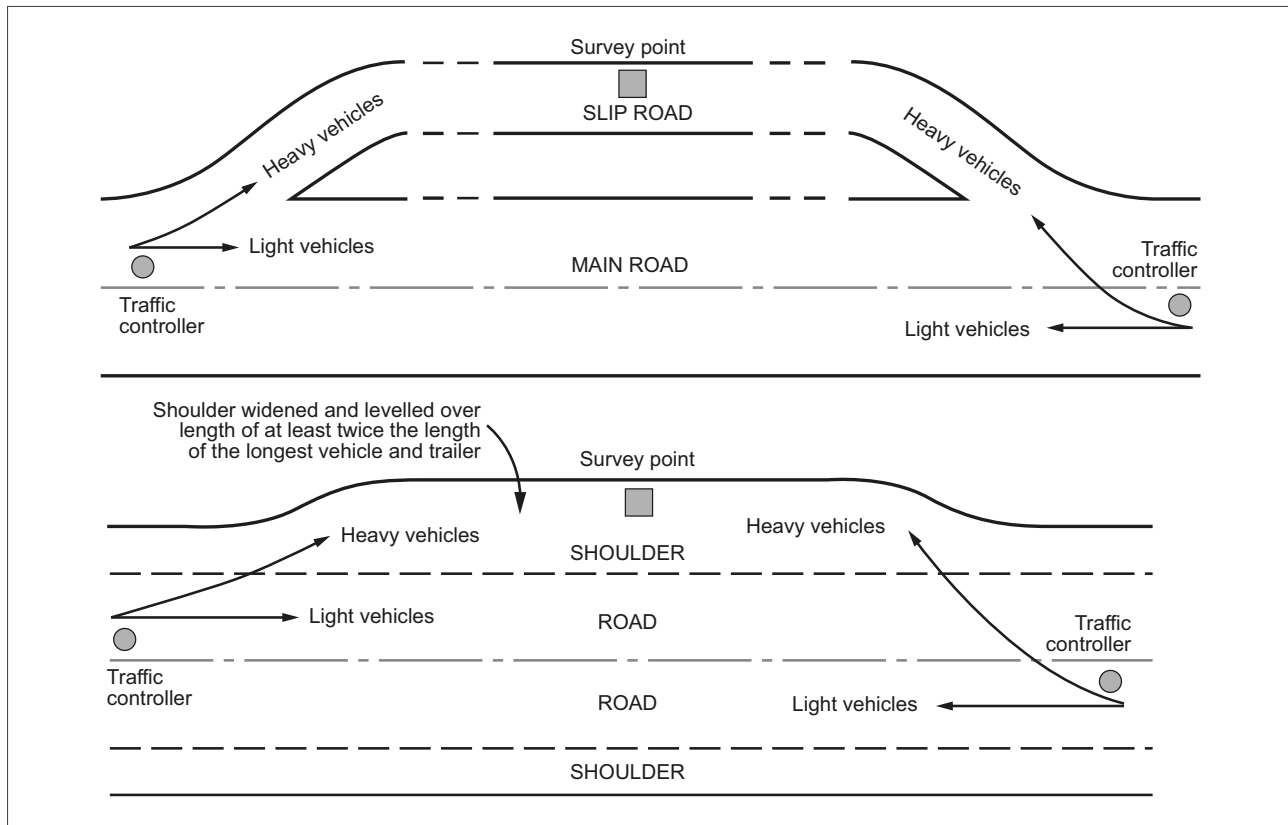 Survey point
SLIP ROAD
Heavy vehicles
Heavy vehicles
Light vehicles
MAIN ROAD
Traffic
controller
Traffic
controller
Light vehicles
Shoulder widened and levelled over
length of at least twice the length
of the longest vehicle and trailer
Survey point
Heavy vehicles
Heavy vehicles
SHOULDER
Light vehicles
ROAD
Traffic
controller
Traffic
controller
ROAD
Light vehicles
SHOULDER